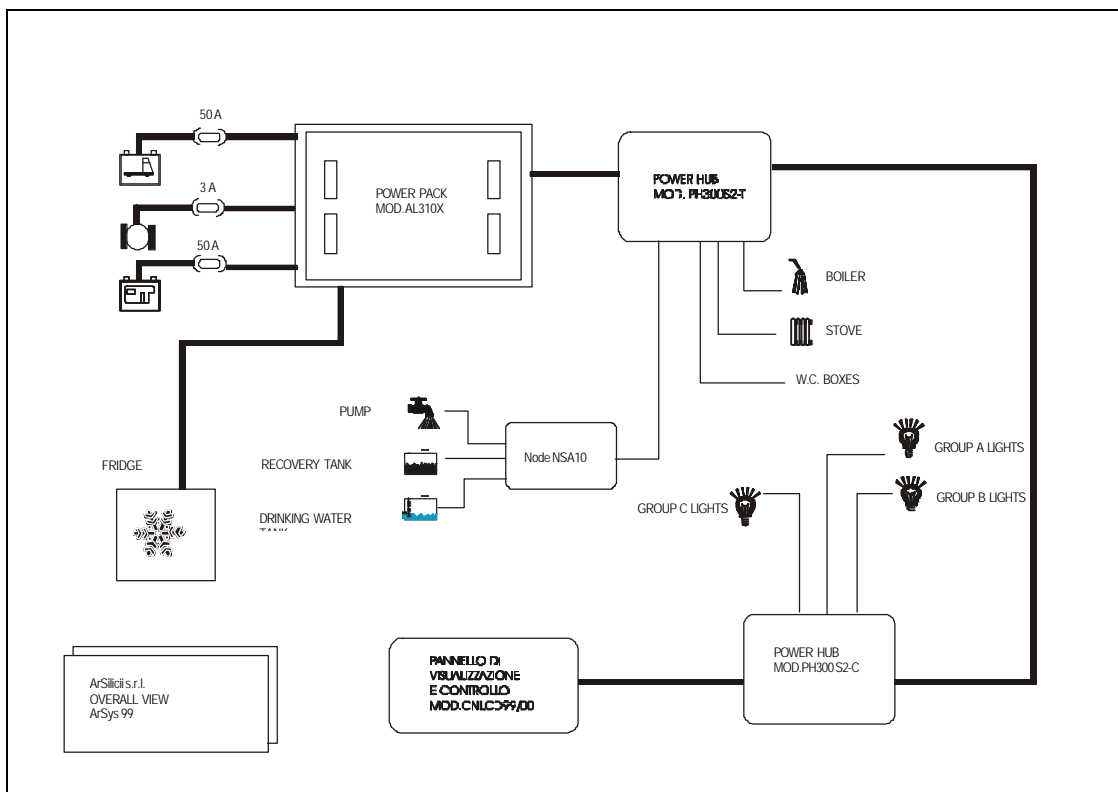 50 A
3 A
50 A
POWER PACK
MOD.AL310X
POWER HUB
MOD. PH300S2-T
BOILER
STOVE
W.C. BOXES
PUMP
RECOVERY TANK
DRINKING WATER
TANK
Node NSA10
FRIDGE
GROUP A LIGHTS
GROUP B LIGHTS
GROUP C LIGHTS
POWER HUB
MOD.PH300 S2-C
PANNELLO DI
VISUALIZZAZIONE
E CONTROLLO
MOD.CNLCD99/00
ArSilicii s.r.l.
OVERALL VIEW
ArSys 99